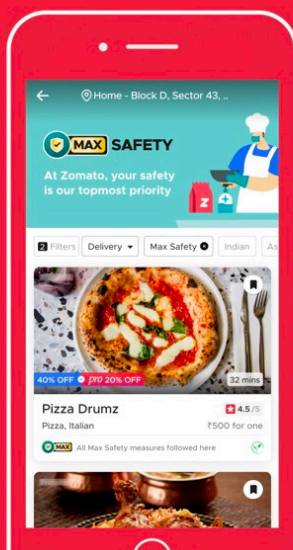 Home - Block D, Sector 43, ..
MAX SAFETY
At Zomato, your safety
is our topmost priority
z
2 Filters Delivery Max Safety Indian As
40% OFF pro 20% OFF
32 mins
Pizza Drumz
4.5 /5
Pizza, Italian
₹500 for one
MAX All Max Safety measures followed here